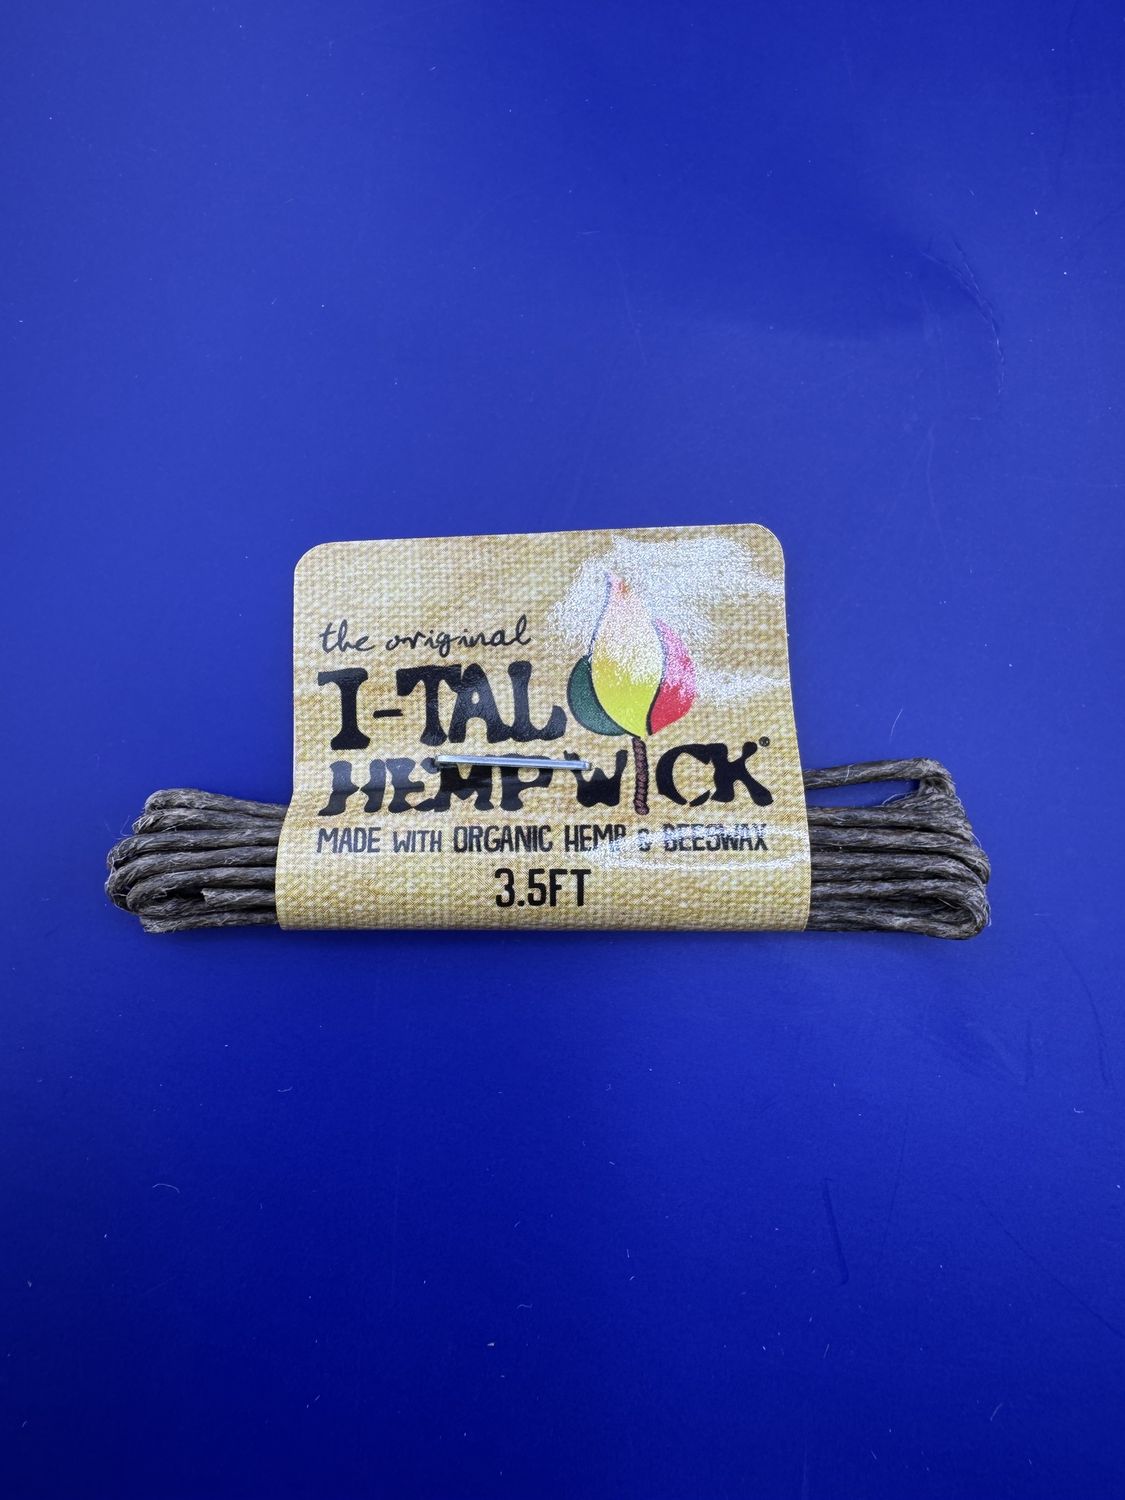 the original
I-TAL
HEMPWICK®
MADE WITH ORGANIC HEMP & BEESWAX
3.5FT